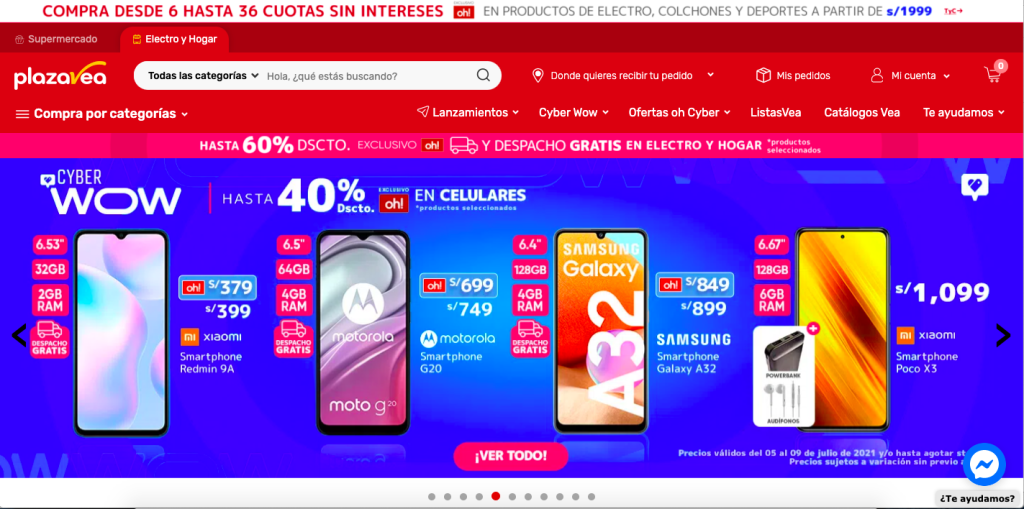 COMPRA DESDE 6 HASTA 36 CUOTAS SIN INTERESES EXCLUSIVO oh! EN PRODUCTOS DE ELECTRO, COLCHONES Y DEPORTES A PARTIR DE s/1999 TyC→
Supermercado
Electro y Hogar
plazavea
Todas las categorías
Hola, ¿qué estás buscando?
Donde quieres recibir tu pedido
Mis pedidos
Mi cuenta
0
Compra por categorías
Lanzamientos
Cyber Wow
Ofertas oh Cyber
ListasVea
Catálogos Vea
Te ayudamos
HASTA 60% DSCTO. EXCLUSIVO oh! Y DESPACHO GRATIS EN ELECTRO Y HOGAR *productos
seleccionados
CYBER
WOW
HASTA 40% Dscto.
EXCLUSIVO
oh!
EN CELULARES
*productos seleccionados
6.53"
32GB
2GB
RAM
DESPACHO
GRATIS
oh! S/379
s/399
mi xiaomi
Smartphone
Redmin 9A
6.5"
64GB
4GB
RAM
DESPACHO
GRATIS
motorola
moto g20
oh! S/699
s/749
motorola
Smartphone
G20
6.4"
128GB
4GB
RAM
DESPACHO
GRATIS
SAMSUNG
Galaxy
A32
oh! S/849
s/899
SAMSUNG
Smartphone
Galaxy A32
6.67"
128GB
6GB
RAM
POWERBANK
AUDÍFONOS
s/1,099
mi xiaomi
Smartphone
Poco X3
¡VER TODO!
Precios válidos del 05 al 09 de julio de 2021 y/o hasta agotar st
Precios sujetos a variación sin previo a
¿Te ayudamos?